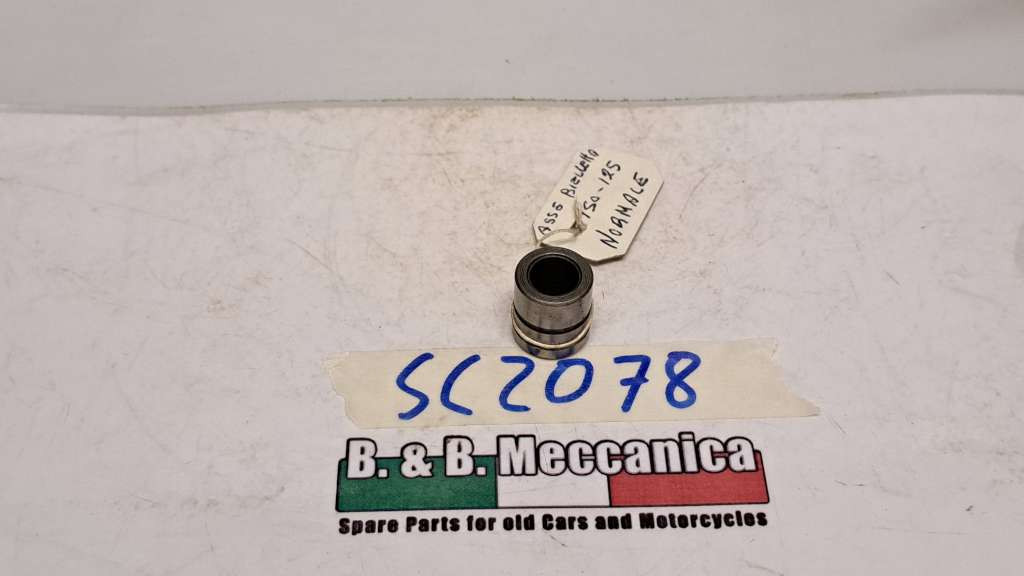 ASSE BIELLETTA
150-125
NORMALE
SC2078
B. & B. Meccanica
Spare Parts for old Cars and Motorcycles